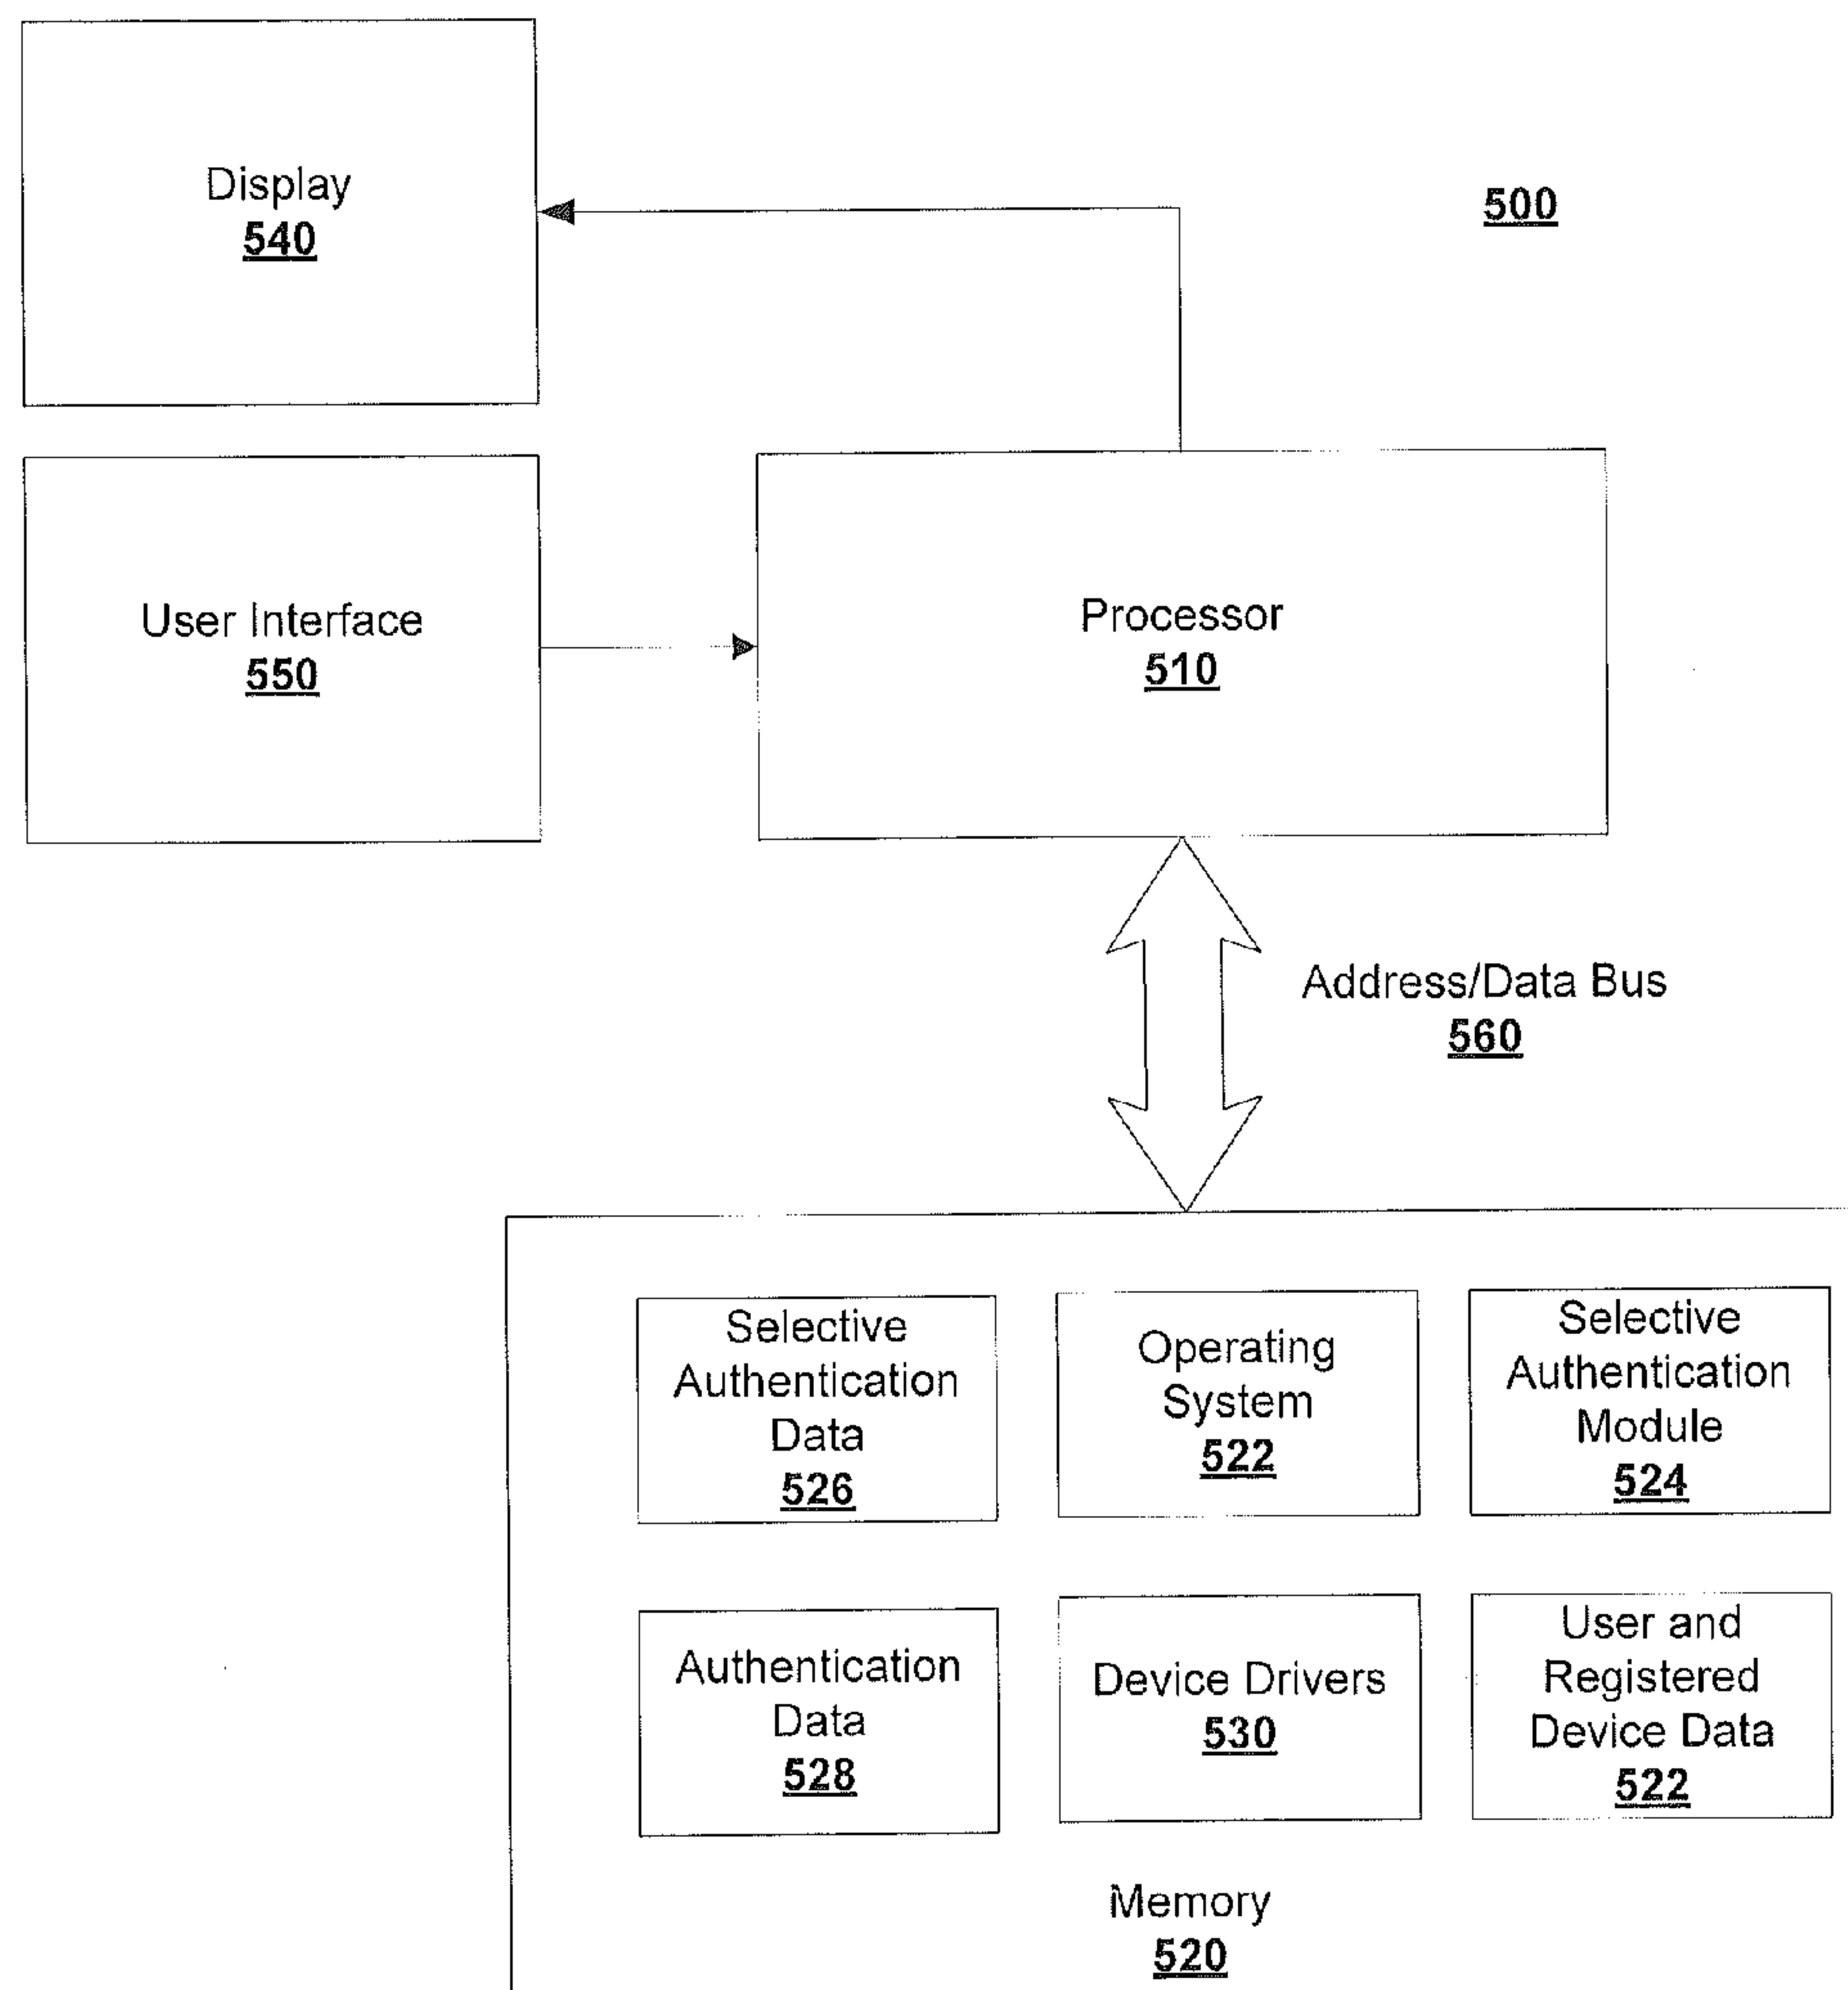 Display
540
500
User Interface
550
Processor
510
Address/Data Bus
560
Selective
Authentication
Data
526
Operating
System
522
Selective
Authentication
Module
524
Authentication
Data
528
Device Drivers
530
User and
Registered
Device Data
522
Memory
520